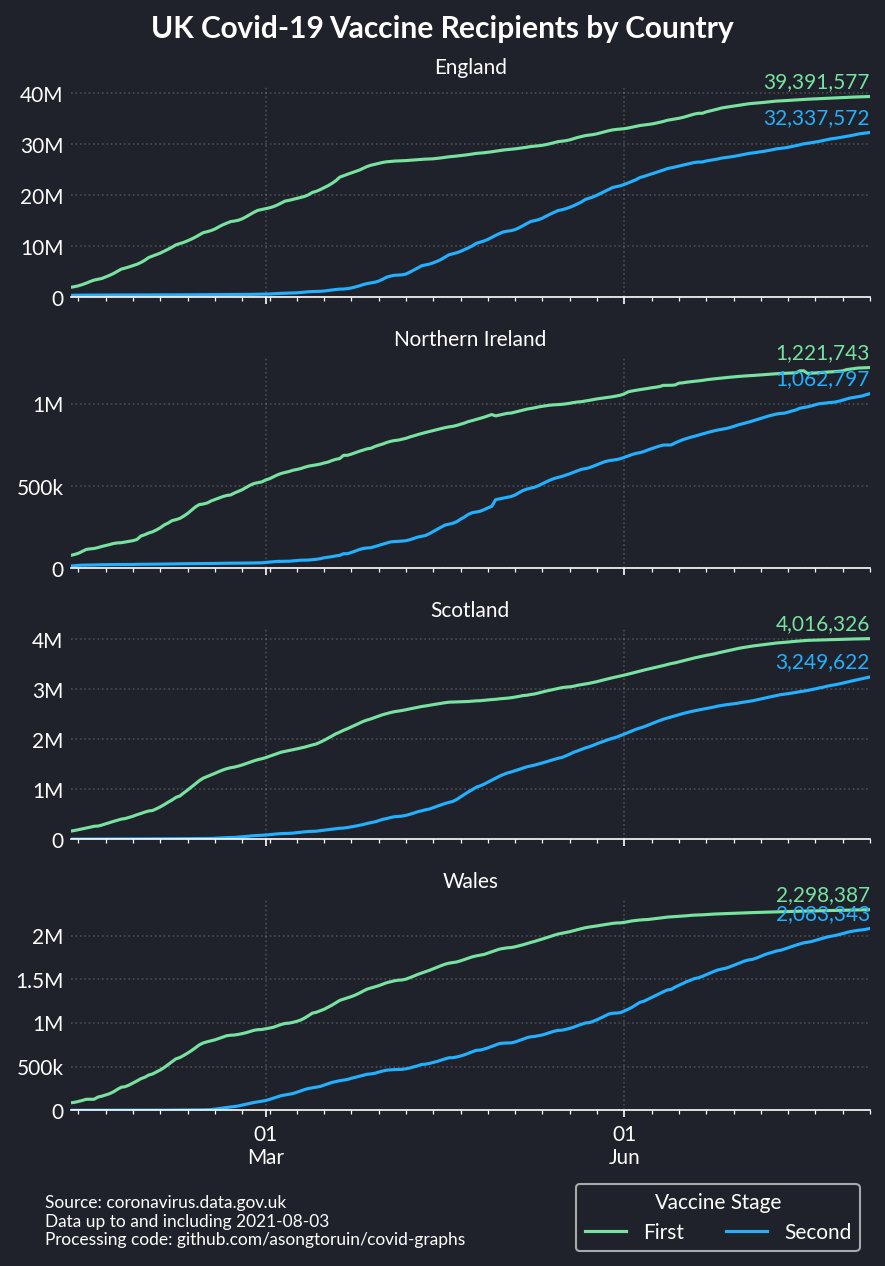 UK Covid-19 Vaccine Recipients by Country
England
39,391,577
32,337,572
40M
30M
20M
10M
0
Northern Ireland
1,221,743
1,062,797
1M
500k
0
Scotland
4,016,326
3,249,622
4M
3M
2M
1M
0
Wales
2,298,387
2,083,343
2M
1.5M
1M
500k
0
01
Mar
01
Jun
Source: coronavirus.data.gov.uk
Data up to and including 2021-08-03
Processing code: github.com/asongtoruin/covid-graphs
Vaccine Stage
First
Second